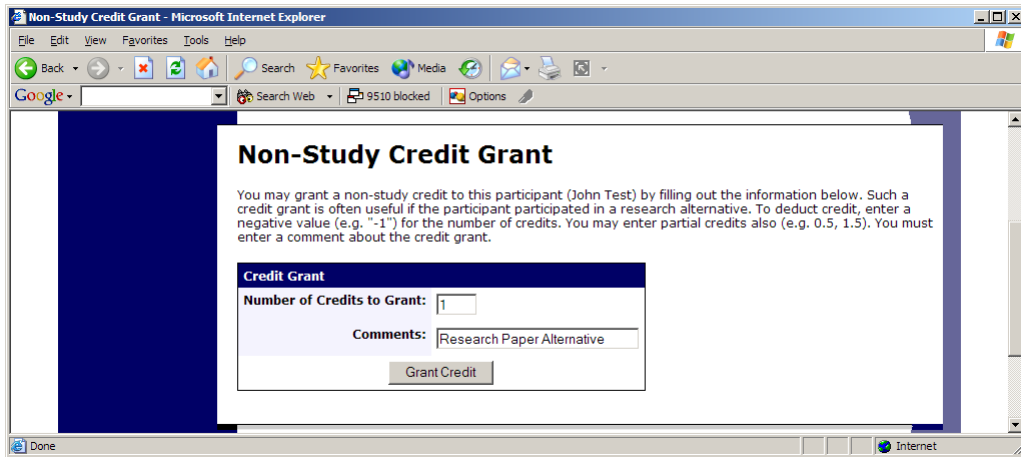 Non-Study Credit Grant - Microsoft Internet Explorer
File Edit View Favorites Tools Help
Back Search Favorites Media
Google Search Web 9510 blocked Options
Non-Study Credit Grant
You may grant a non-study credit to this participant (John Test) by filling out the information below. Such a
credit grant is often useful if the participant participated in a research alternative. To deduct credit, enter a
negative value (e.g. "-1") for the number of credits. You may enter partial credits also (e.g. 0.5, 1.5). You must
enter a comment about the credit grant.
Credit Grant
Number of Credits to Grant: 1
Comments: Research Paper Alternative
Grant Credit
Done Internet